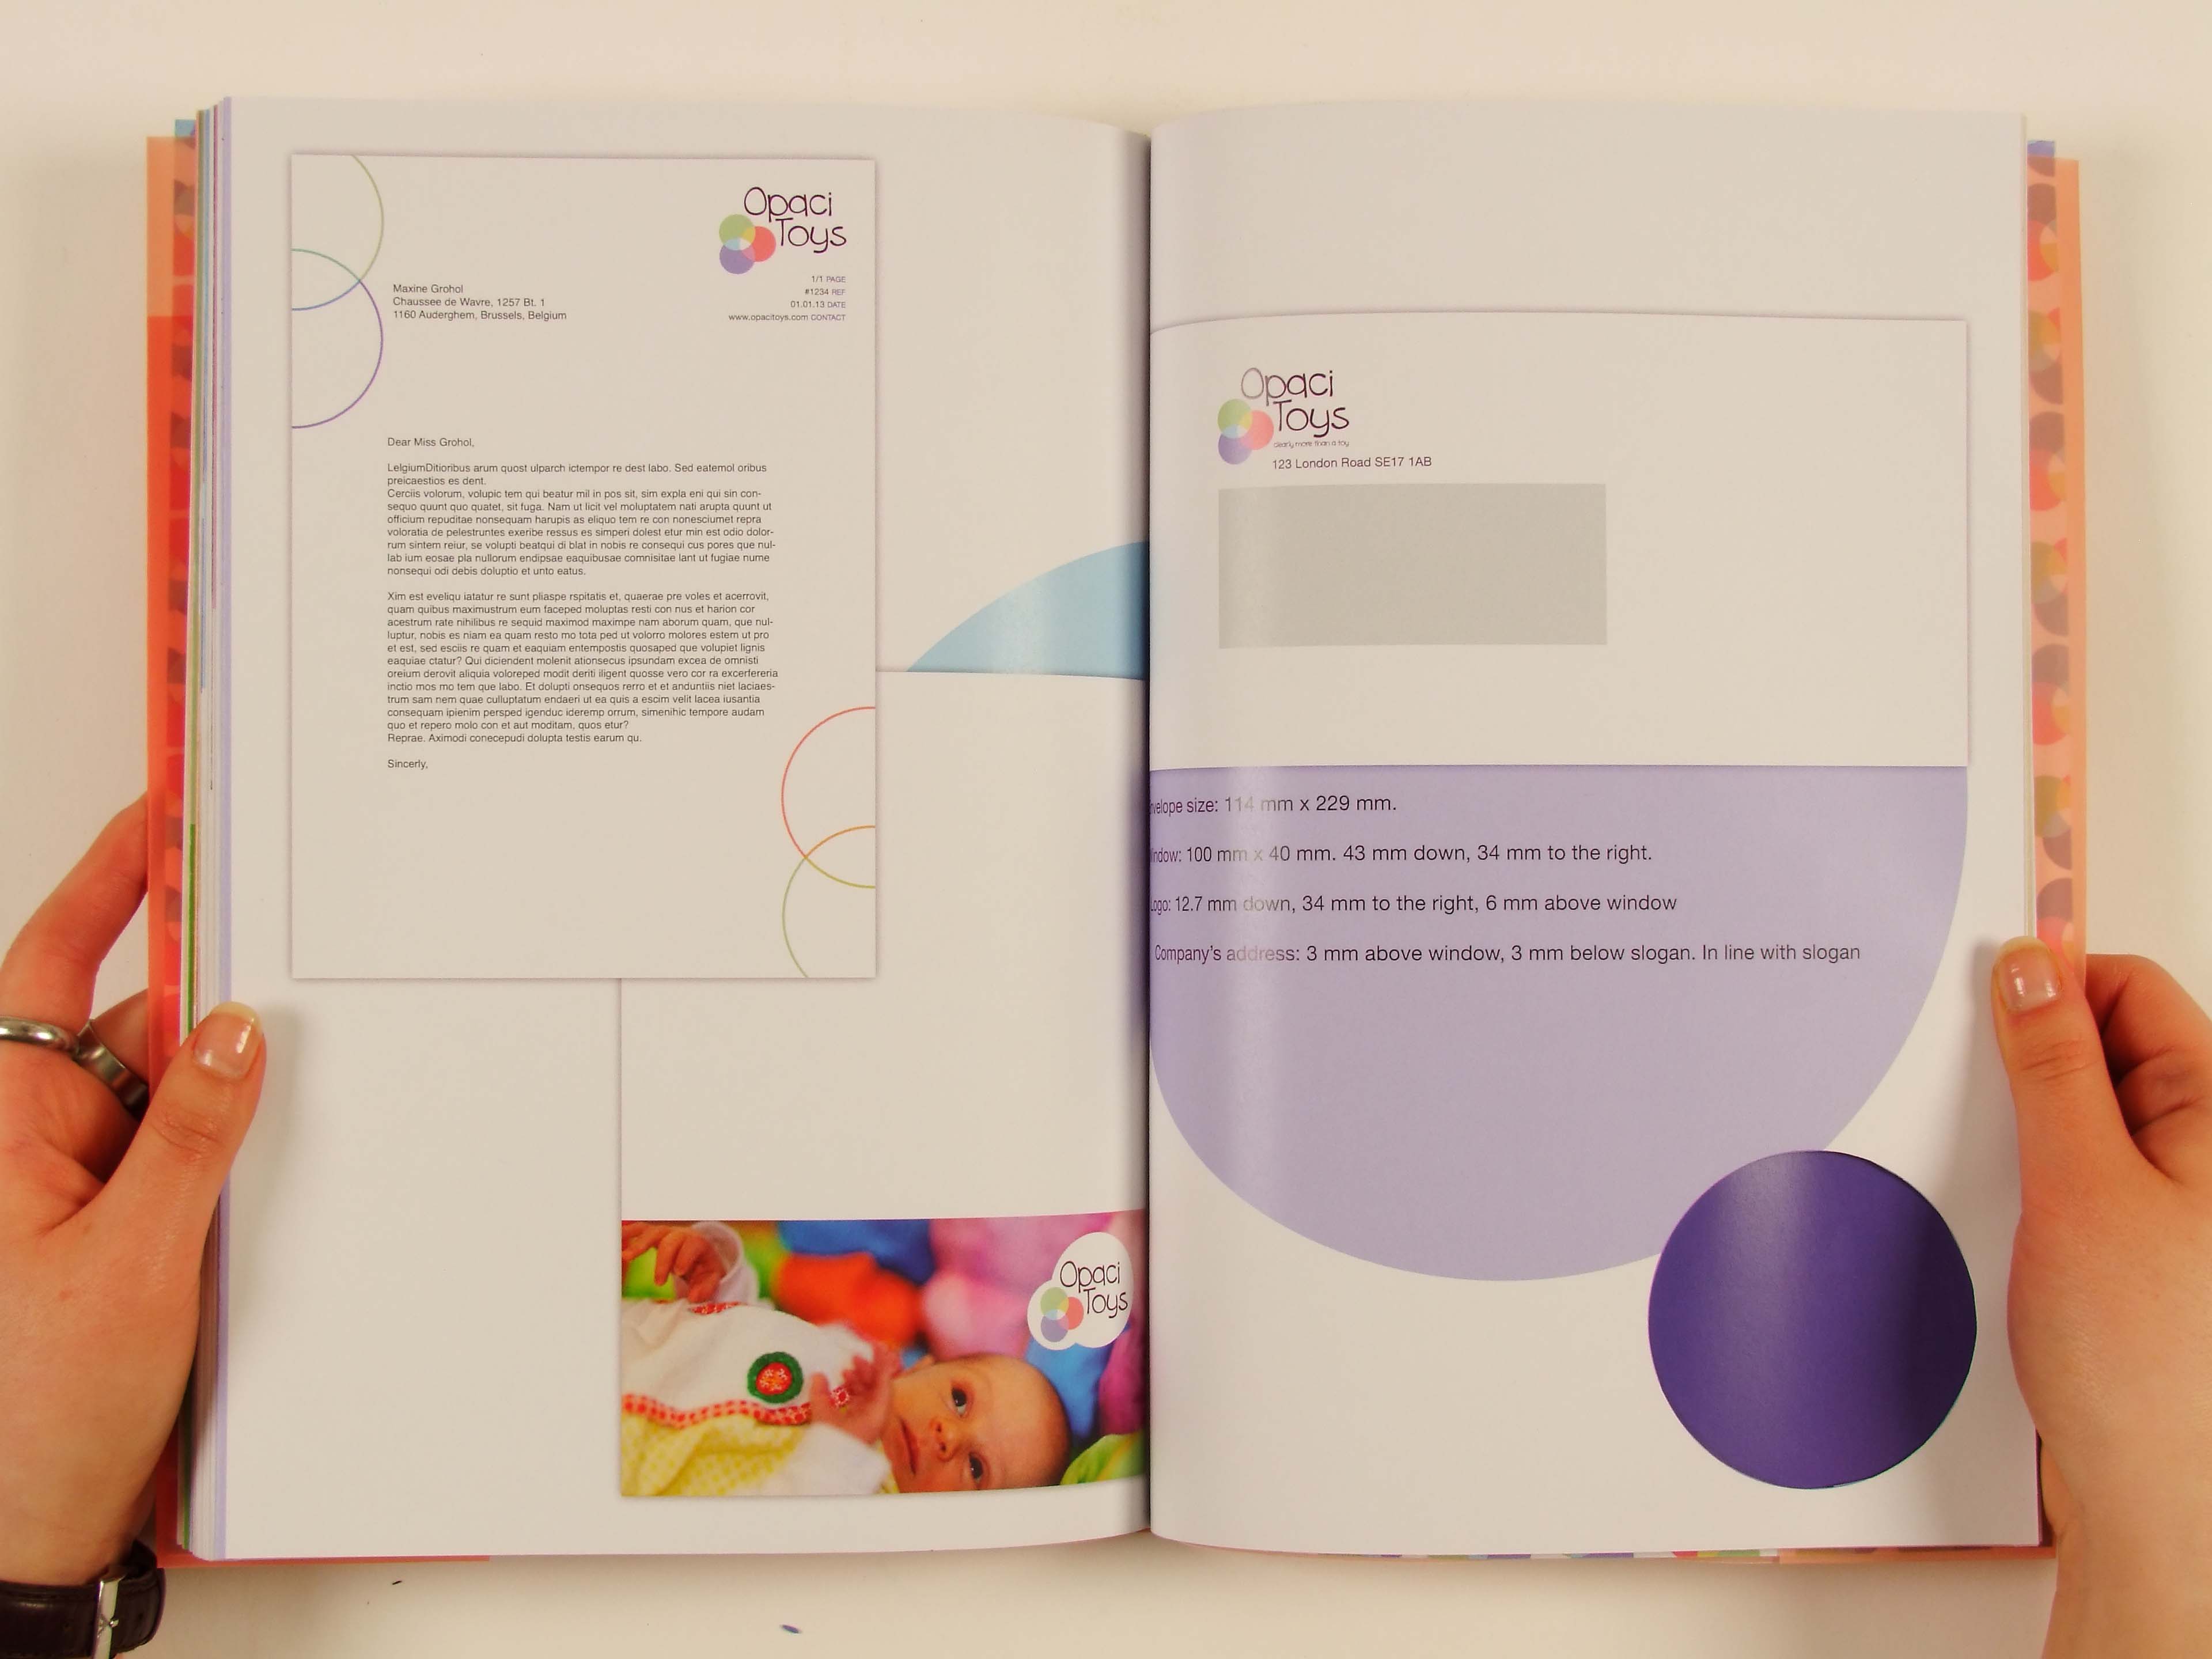 Opaci
Toys
1/1 PAGE
#1234 REF
01.01.13 DATE
www.opacitoys.com CONTACT
Maxine Grohol
Chaussee de Wavre, 1257 Bt. 1
1160 Auderghem, Brussels, Belgium
Dear Miss Grohol,
LelgiumDitioribus arum quost ulparch ictempor re dest labo. Sed eatemol oribus
preicaestios es dent.
Cerciis volorum, volupic tem qui beatur mil in pos sit, sim expla eni qui sin con-
sequo quunt quo quatet, sit fuga. Nam ut licit vel moluptatem nati arupta quunt ut
officium repuditae nonsequam harupis as eliquo tem re con nonesciumet repra
voloratia de pelestruntes exeribe ressus es simperi dolest etur min est odio dolor-
rum sintem reiur, se volupti beatqui di blat in nobis re consequi cus pores que nul-
lab ium eosae pla nullorum endipsae eaquibusae comnisitae lant ut fugiae nume
nonsequi odi debis doluptio et unto eatus.
Xim est eveliqu iatatur re sunt pliaspe rspitatis et, quaerae pre voles et acerrovit,
quam quibus maximustrum eum faceped moluptas resti con nus et harion cor
acestrum rate nihilibus re sequid maximod maximpe nam aborum quam, que nul-
luptur, nobis es niam ea quam resto mo tota ped ut volorro molores estem ut pro
et est, sed esciis re quam et eaquiam entempostis quosaped que volupiet lignis
eaquiae ctatur? Qui diciendent molenit ationsecus ipsundam excea de omnisti
oreium derovit aliquia voloreped modit deriti iligent quosse vero cor ra excerfereria
inctio mos mo tem que labo. Et dolupti onsequos rerro et et anduntiis niet laciaes-
trum sam nem quae culluptatum endaeri ut ea quis a escim velit lacea iusantia
consequam ipienim persped igenduc ideremp orrum, simenihic tempore audam
quo et repero molo con et aut moditam, quos etur?
Reprae. Aximodi conecepudi dolupta testis earum qu.
Sincerly,
Opaci
Toys
Opaci
Toys
clearly more than a toy
123 London Road SE17 1AB
size: 114 mm x 229 mm.
100 mm x 40 mm. 43 mm down, 34 mm to the right.
Logo: 12.7 mm down, 34 mm to the right, 6 mm above window
Company's address: 3 mm above window, 3 mm below slogan. In line with slogan